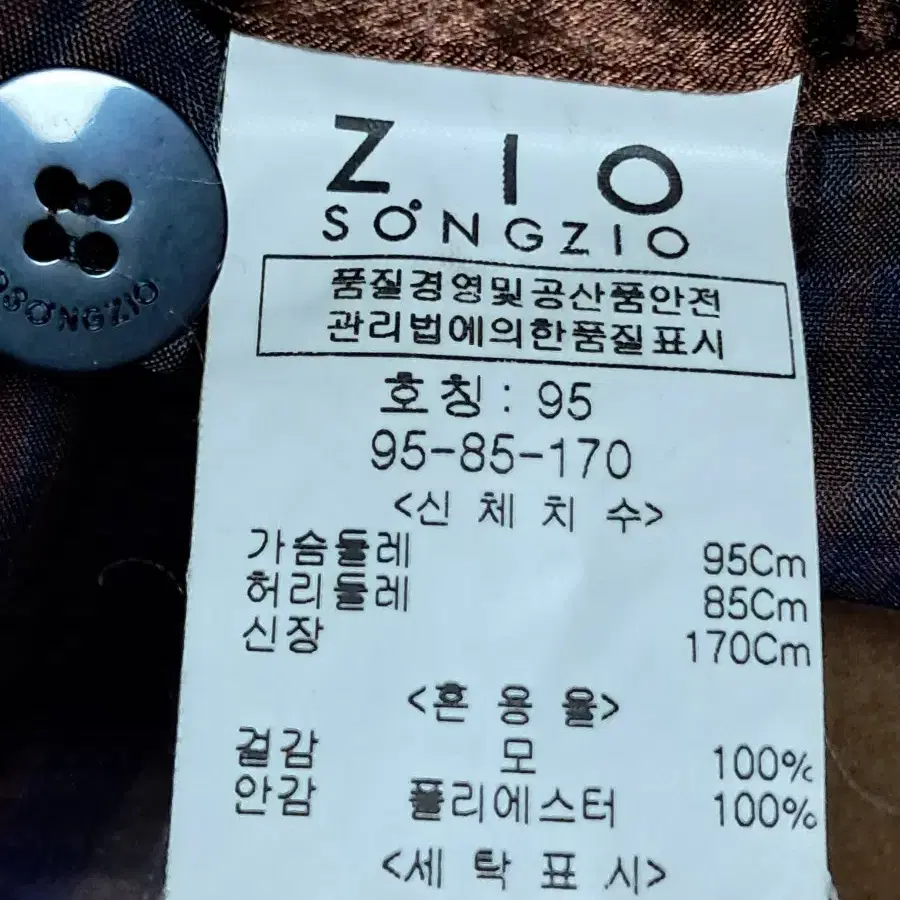 ZIO
SONGZIO
품질경영및공산품안전
관리법에의한품질표시
호칭: 95
95-85-170
<신 체 치 수>
가슴둘레 95Cm
허리둘레 85Cm
신장 170Cm
<혼 용 율>
겉감 모 100%
안감 폴리에스터 100%
<세 탁 표 시>
SONGZIO